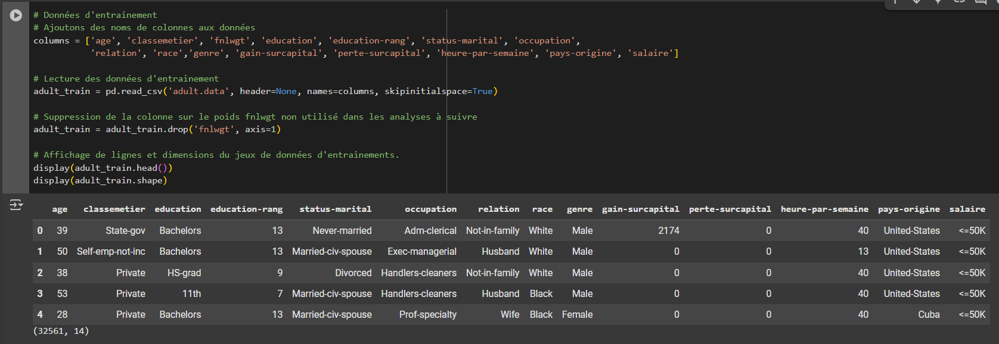 # Données d'entrainement
# Ajoutons des noms de colonnes aux données
columns = ['age', 'classemetier', 'fnlwgt', 'education', 'education-rang', 'status-marital', 'occupation',
           'relation', 'race','genre', 'gain-surcapital', 'perte-surcapital', 'heure-par-semaine', 'pays-origine', 'salaire']
# Lecture des données d'entrainement
adult_train = pd.read_csv('adult.data', header=None, names=columns, skipinitialspace=True)
# Suppression de la colonne sur le poids fnlwgt non utilisé dans les analyses à suivre
adult_train = adult_train.drop('fnlwgt', axis=1)
# Affichage de lignes et dimensions du jeux de données d'entrainements.
display(adult_train.head())
display(adult_train.shape)
age classemetier education education-rang status-marital occupation relation race genre gain-surcapital perte-surcapital heure-par-semaine pays-origine salaire
0 39 State-gov Bachelors 13 Never-married Adm-clerical Not-in-family White Male 2174 0 40 United-States <=50K
1 50 Self-emp-not-inc Bachelors 13 Married-civ-spouse Exec-managerial Husband White Male 0 0 13 United-States <=50K
2 38 Private HS-grad 9 Divorced Handlers-cleaners Not-in-family White Male 0 0 40 United-States <=50K
3 53 Private 11th 7 Married-civ-spouse Handlers-cleaners Husband Black Male 0 0 40 United-States <=50K
4 28 Private Bachelors 13 Married-civ-spouse Prof-specialty Wife Black Female 0 0 40 Cuba <=50K
(32561, 14)